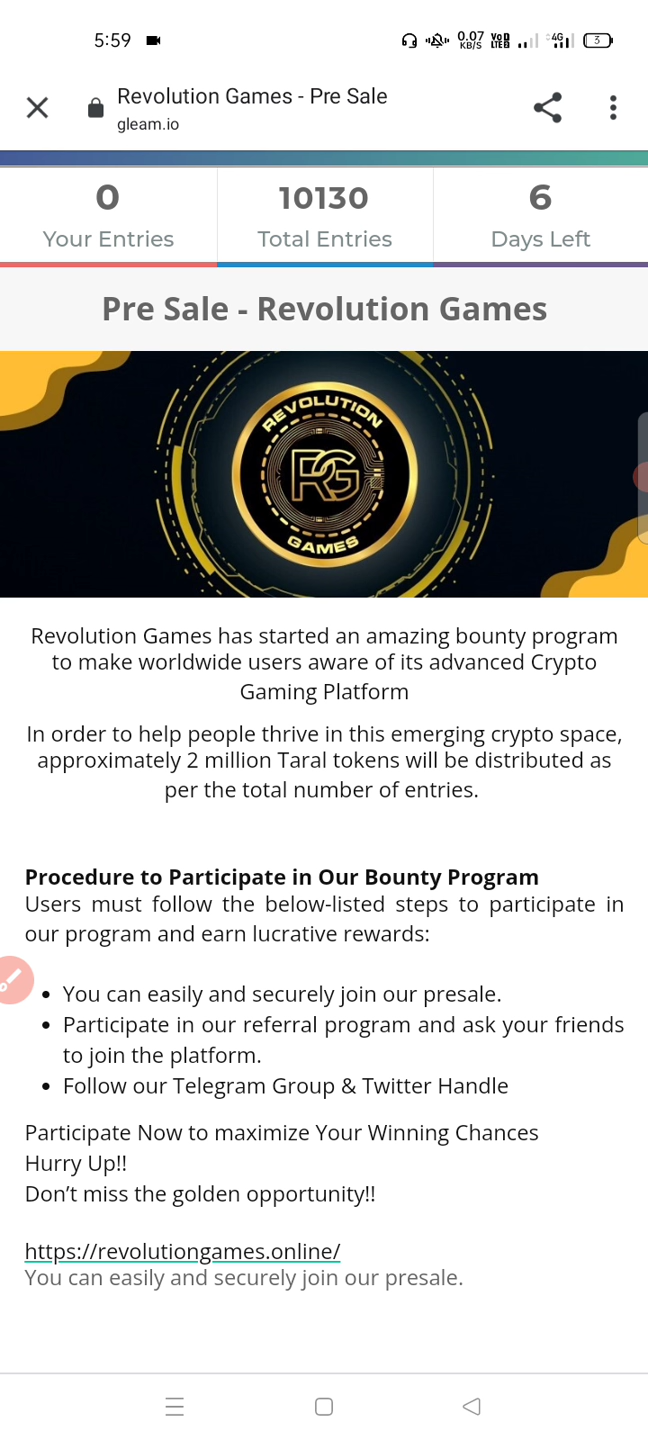 5:59
0.07 KB/S
VoD LTE2
4G
3
Revolution Games - Pre Sale
gleam.io
0
10130
6
Your Entries
Total Entries
Days Left
Pre Sale - Revolution Games
REVOLUTION
RG
GAMES
Revolution Games has started an amazing bounty program
to make worldwide users aware of its advanced Crypto
Gaming Platform
In order to help people thrive in this emerging crypto space,
approximately 2 million Taral tokens will be distributed as
per the total number of entries.
Procedure to Participate in Our Bounty Program
Users must follow the below-listed steps to participate in
our program and earn lucrative rewards:
• You can easily and securely join our presale.
• Participate in our referral program and ask your friends
to join the platform.
• Follow our Telegram Group & Twitter Handle
Participate Now to maximize Your Winning Chances
Hurry Up!!
Don’t miss the golden opportunity!!
https://revolutiongames.online/
You can easily and securely join our presale.